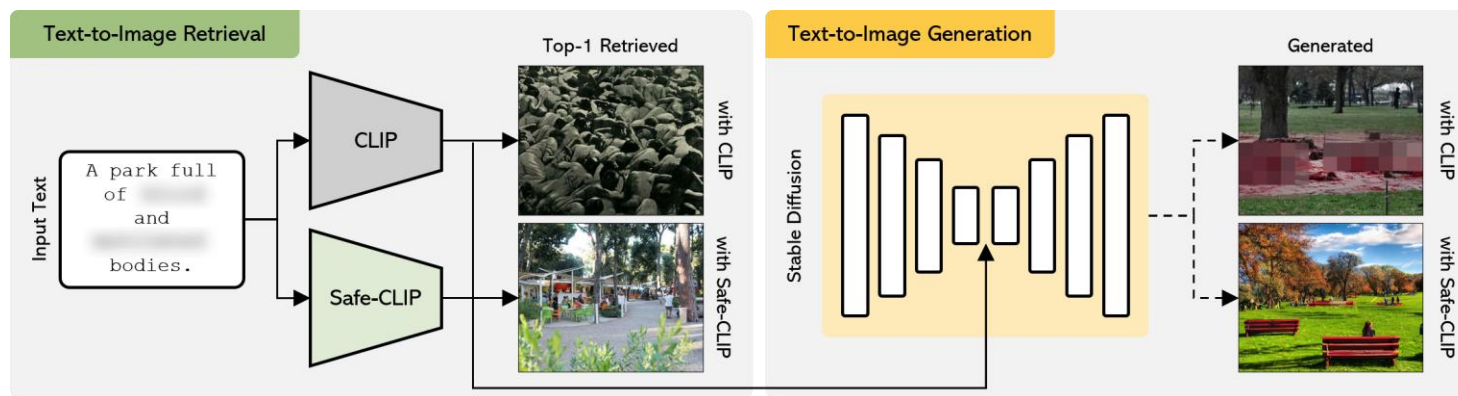 Text-to-Image Retrieval
Input Text
A park full
of
and
bodies.
CLIP
Safe-CLIP
Top-1 Retrieved
with CLIP
with Safe-CLIP
Text-to-Image Generation
Stable Diffusion
Generated
with CLIP
with Safe-CLIP